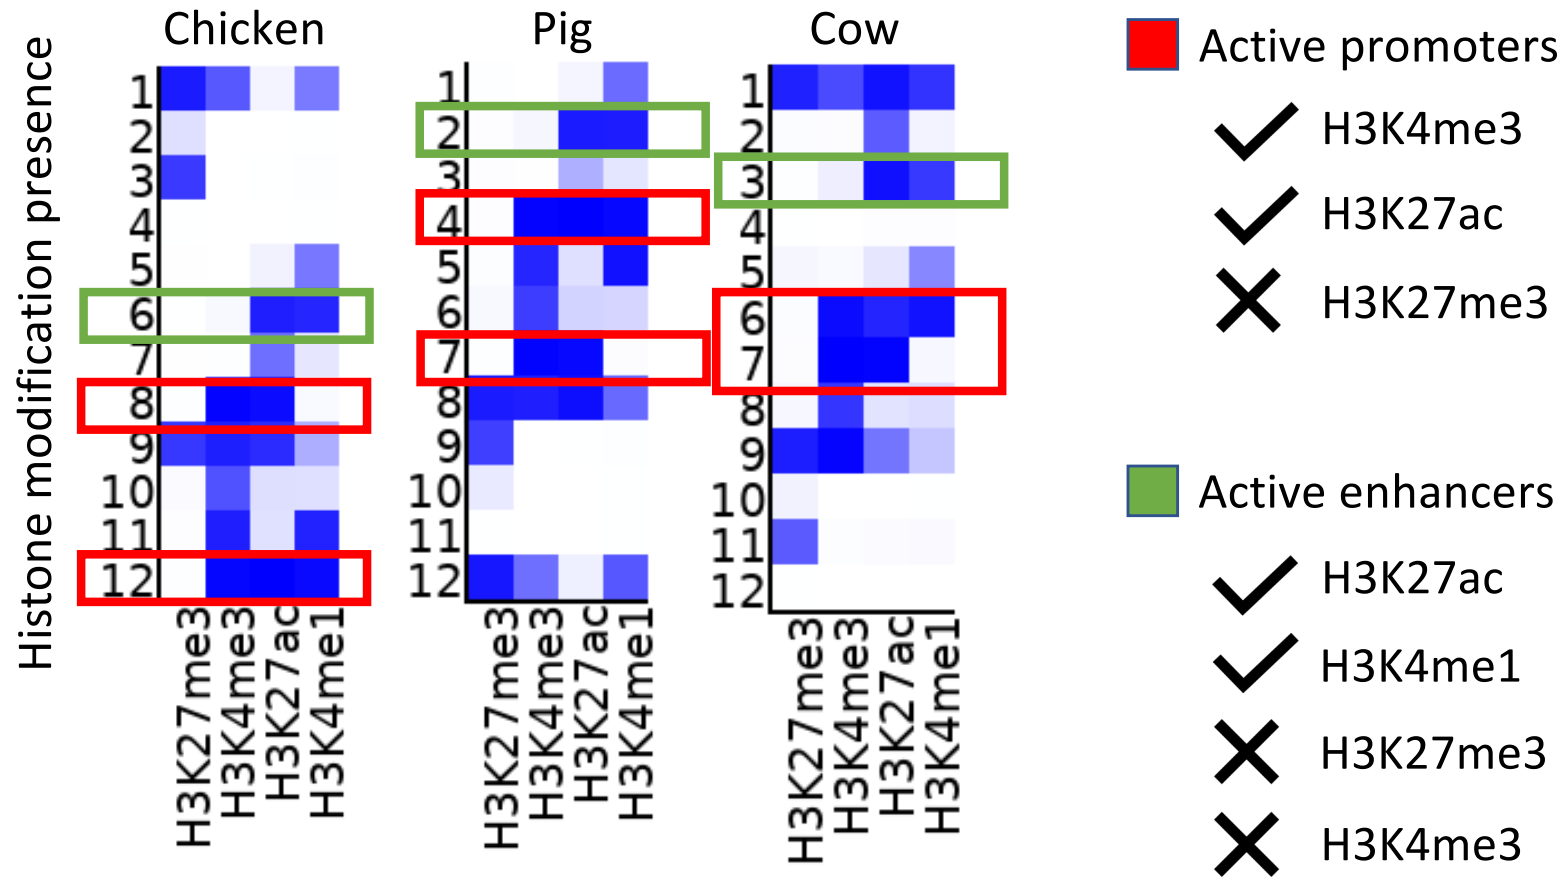 Chicken
Pig
Cow
Histone modification presence
1
2
3
4
5
6
7
8
9
10
11
12
H3K27me3
H3K4me3
H3K27ac
H3K4me1
1
2
3
4
5
6
7
8
9
10
11
12
H3K27me3
H3K4me3
H3K27ac
H3K4me1
1
2
3
4
5
6
7
8
9
10
11
12
H3K27me3
H3K4me3
H3K27ac
H3K4me1
Active promoters
H3K4me3
H3K27ac
H3K27me3
Active enhancers
H3K27ac
H3K4me1
H3K27me3
H3K4me3